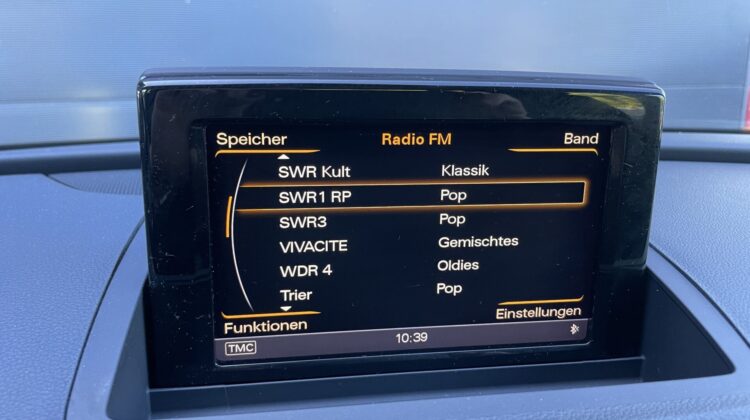 Speicher Radio FM Band
SWR Kult Klassik
SWR1 RP Pop
SWR3 Pop
VIVACITE Gemischtes
WDR 4 Oldies
Trier Pop
Funktionen Einstellungen
TMC 10:39